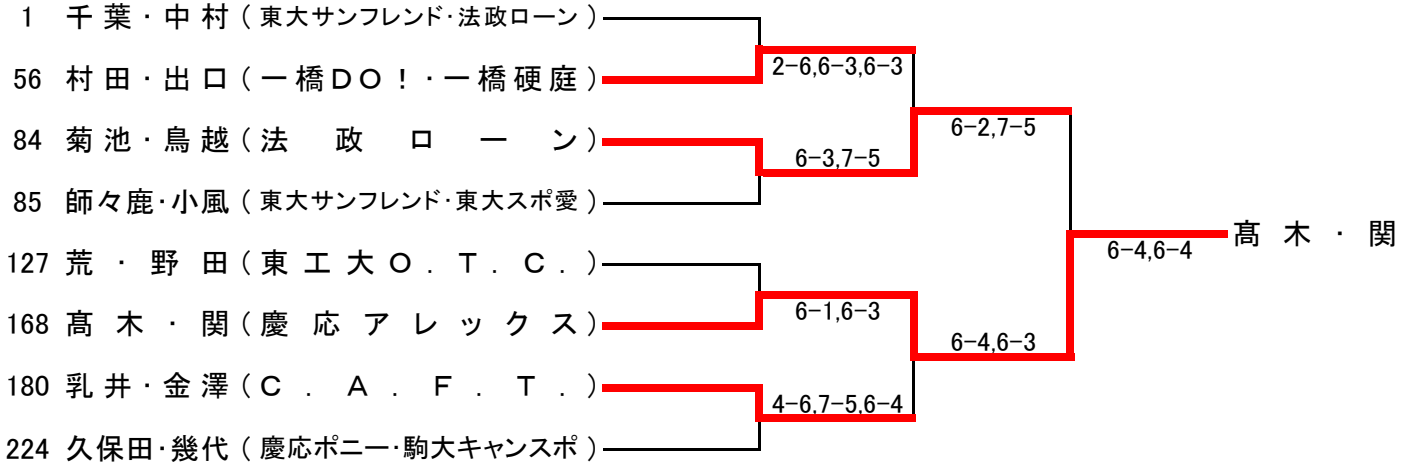 1 千葉・中村(東大サンフレンド・法政ローン)
56 村田・出口(一橋DO!・一橋硬庭)
2-6,6-3,6-3
84 菊池・鳥越(法政ローン)
6-2,7-5
6-3,7-5
85 師々鹿・小風(東大サンフレンド・東大スポ愛)
髙木・関
127 荒・野田(東工大O.T.C.)
6-4,6-4
168 髙木・関(慶応アレックス)
6-1,6-3
6-4,6-3
180 乳井・金澤(C.A.F.T.)
4-6,7-5,6-4
224 久保田・幾代(慶応ポニー・駒大キャンスポ)